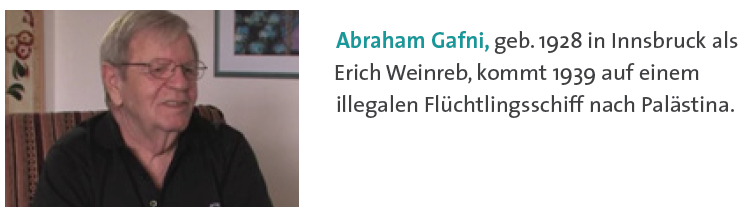 Abraham Gafni, geb. 1928 in Innsbruck als
Erich Weinreb, kommt 1939 auf einem
illegalen Flüchtlingsschiff nach Palästina.